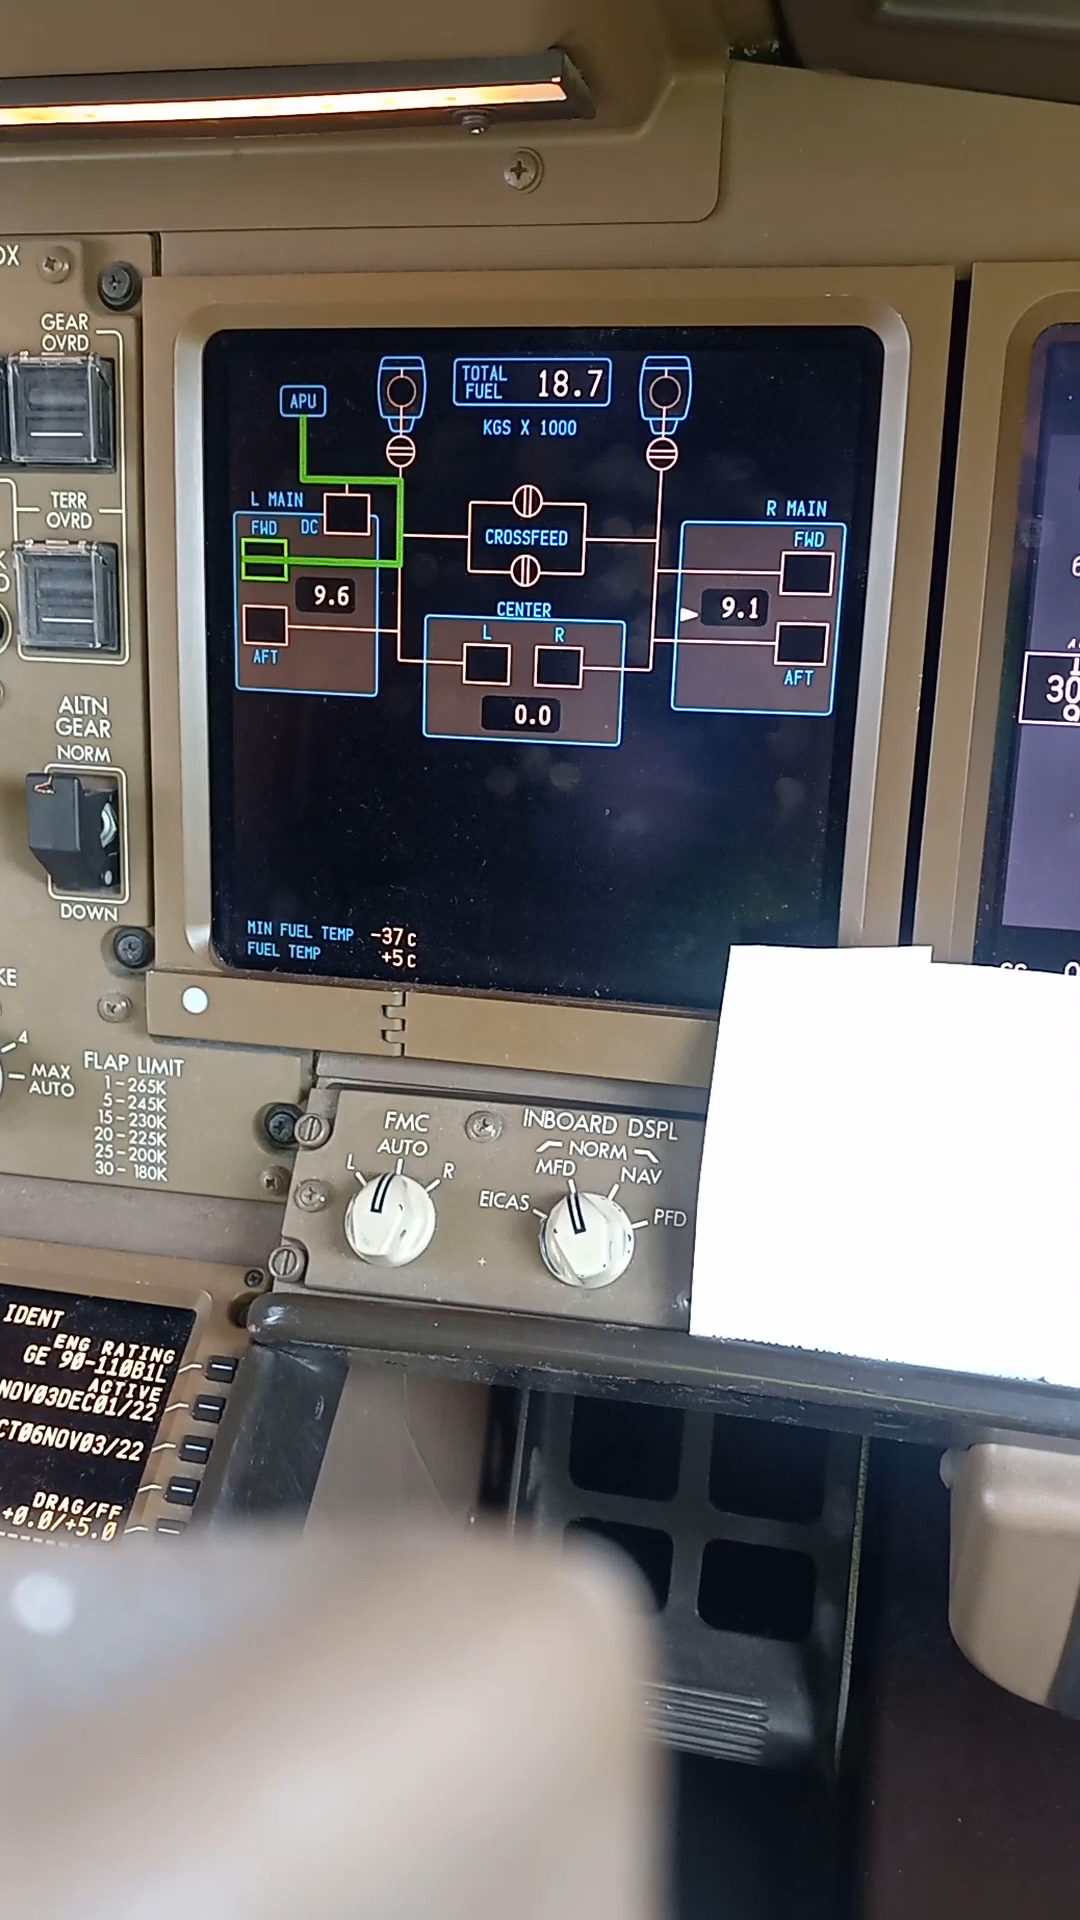 GEAR
OVRD
TERR
OVRD
ALTN
GEAR
NORM
DOWN
4
MAX
AUTO
FLAP LIMIT
1-265K
5-245K
15-230K
20-225K
25-200K
30-180K
APU
TOTAL
FUEL 18.7
KGS X 1000
L MAIN
FWD DC
9.6
AFT
CROSSFEED
CENTER
L R
0.0
R MAIN
FWD
9.1
AFT
MIN FUEL TEMP -37c
FUEL TEMP +5c
30
FMC
AUTO
L R
INBOARD DSPL
NORM
MFD NAV
EICAS PFD
IDENT
ENG RATING
GE 90-110B1L
ACTIVE
NOV03DEC01/22
CT06NOV03/22
DRAG/FF
+0.0/+5.0